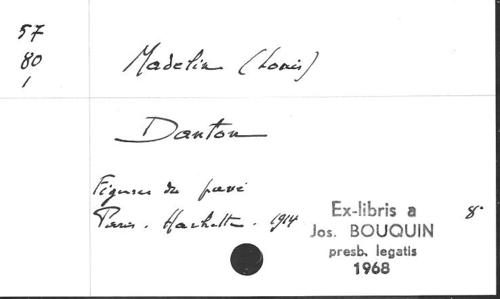 57
80
1
Madelin (Louis)
Danton
Figures du passé
Paris. Hachette. 1914
8°
Ex-libris a
Jos. BOUQUIN
presb. legatis
1968